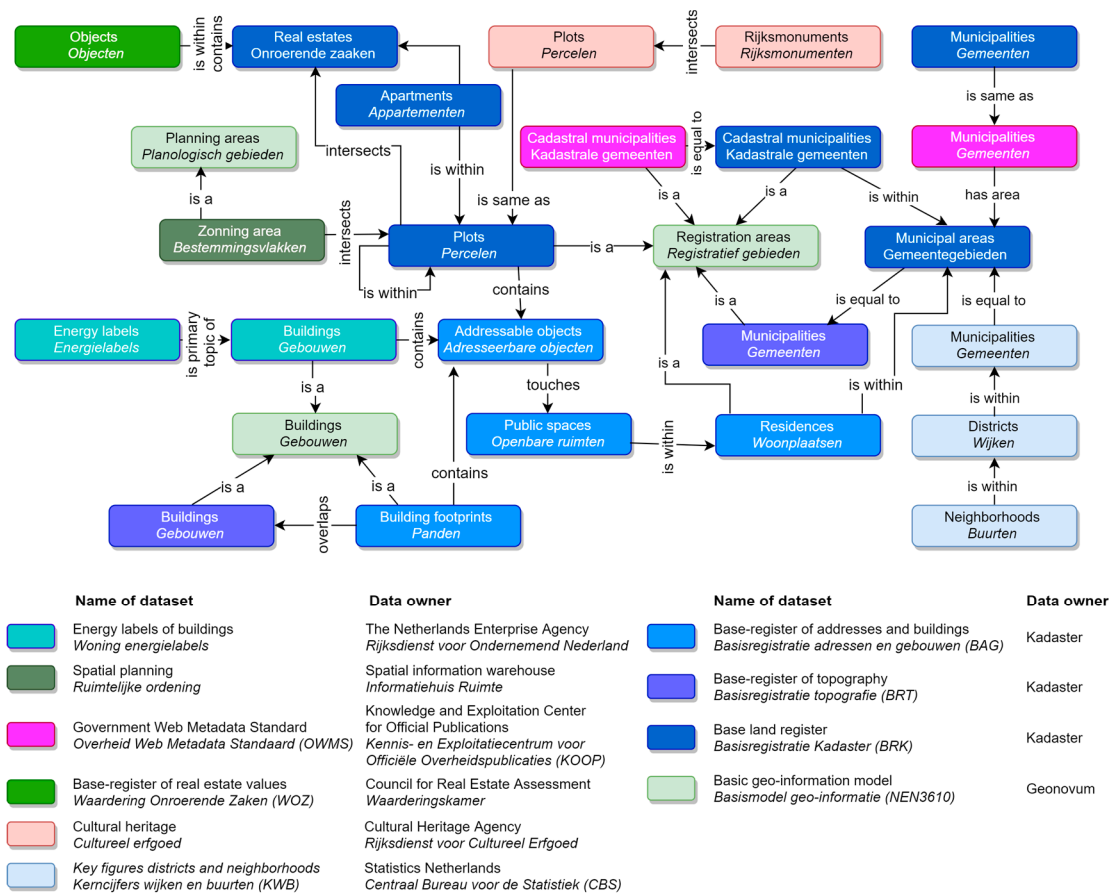 Objects
Objecten
is within
contains
Real estates
Onroerende zaaken
Plots
Percelen
intersects
Rijksmonuments
Rijksmonumenten
Municipalities
Gemeenten
Apartments
Appartementen
is same as
Planning areas
Planologisch gebieden
intersects
is within
Cadastral municipalities
Kadastrale gemeenten
is equal to
Cadastral municipalities
Kadastrale gemeenten
Municipalities
Gemeenten
is a
is same as
is a
is a
is within
has area
Zonning area
Bestemmingsvlakken
intersects
Plots
Percelen
is a
Registration areas
Registratief gebieden
Municipal areas
Gemeentegebieden
is within
contains
is a
is equal to
is equal to
Energy labels
Energielabels
is primary
topic of
Buildings
Gebouwen
contains
Addressable objects
Adresseerbare objecten
Municipalities
Gemeenten
Municipalities
Gemeenten
is a
touches
is a
is within
is within
Buildings
Gebouwen
Public spaces
Openbare ruimten
is within
Residences
Woonplaatsen
Districts
Wijken
is a
is a
contains
is within
Buildings
Gebouwen
overlaps
Building footprints
Panden
Neighborhoods
Buurten
Name of dataset
Data owner
Name of dataset
Data owner
Energy labels of buildings
Woning energielabels
The Netherlands Enterprise Agency
Rijksdienst voor Ondernemend Nederland
Base-register of addresses and buildings
Basisregistratie adressen en gebouwen (BAG)
Kadaster
Spatial planning
Ruimtelijke ordening
Spatial information warehouse
Informatiehuis Ruimte
Base-register of topography
Basisregistratie topografie (BRT)
Kadaster
Government Web Metadata Standard
Overheid Web Metadata Standaard (OWMS)
Knowledge and Exploitation Center
for Official Publications
Kennis- en Exploitatiecentrum voor
Officiële Overheidspublicaties (KOOP)
Base land register
Basisregistratie Kadaster (BRK)
Kadaster
Base-register of real estate values
Waardering Onroerende Zaken (WOZ)
Council for Real Estate Assessment
Waarderingskamer
Basic geo-information model
Basismodel geo-informatie (NEN3610)
Geonovum
Cultural heritage
Cultureel erfgoed
Cultural Heritage Agency
Rijksdienst voor Cultureel Erfgoed
Key figures districts and neighborhoods
Kerncijfers wijken en buurten (KWB)
Statistics Netherlands
Centraal Bureau voor de Statistiek (CBS)